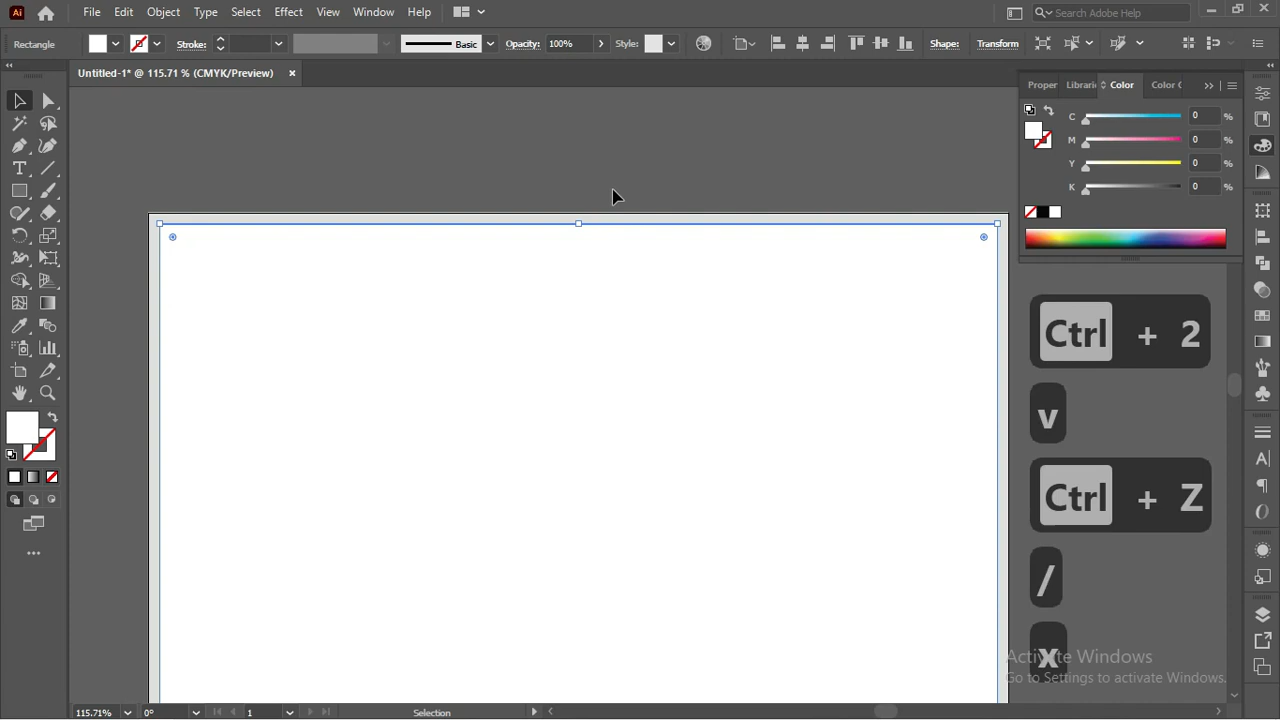 Ai File Edit Object Type Select Effect View Window Help Search Adobe Help
Rectangle Stroke: Basic Opacity: 100% Style: Shape: Transform
Untitled-1* @ 115.71 % (CMYK/Preview) ×
Proper Librari Color Color C
C 0 %
M 0 %
Y 0 %
K 0 %
Ctrl + 2
v
Ctrl + Z
/
x
Activate Windows
Go to Settings to activate Windows.
115.71% 0° 1 Selection